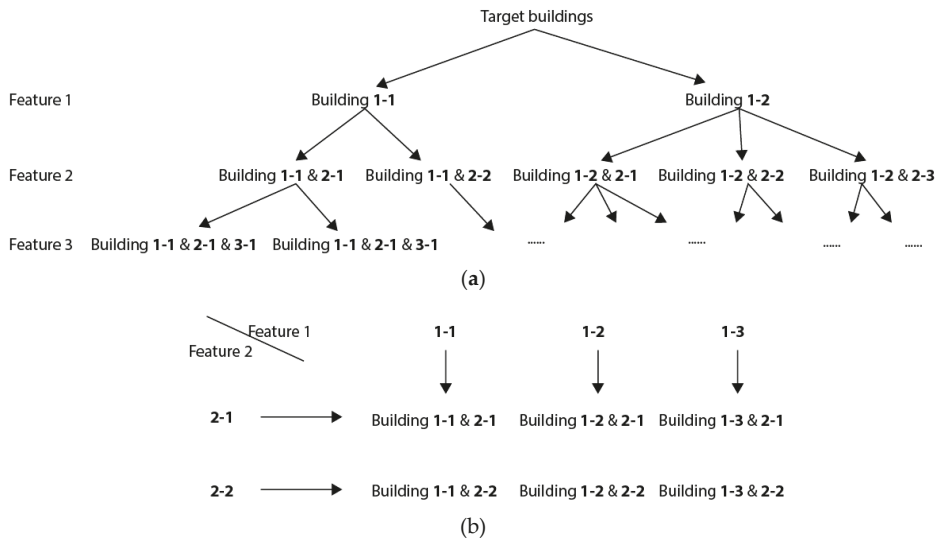 Target buildings
Feature 1 Building 1-1 Building 1-2
Feature 2 Building 1-1 & 2-1 Building 1-1 & 2-2 Building 1-2 & 2-1 Building 1-2 & 2-2 Building 1-2 & 2-3
Feature 3 Building 1-1 & 2-1 & 3-1 Building 1-1 & 2-1 & 3-1 ...... ...... ...... ......
(a)
Feature 1 1-1 1-2 1-3
Feature 2
2-1 Building 1-1 & 2-1 Building 1-2 & 2-1 Building 1-3 & 2-1
2-2 Building 1-1 & 2-2 Building 1-2 & 2-2 Building 1-3 & 2-2
(b)